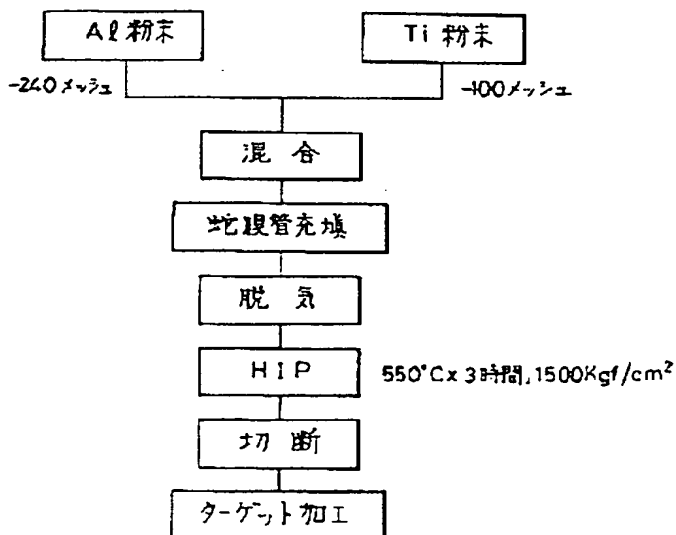 Aℓ粉末
Ti粉末
-240メッシュ
-100メッシュ
混合
蛇腹管充填
脱気
HIP
550°C×3時間,1500Kgf/cm²
切断
ターゲット加工